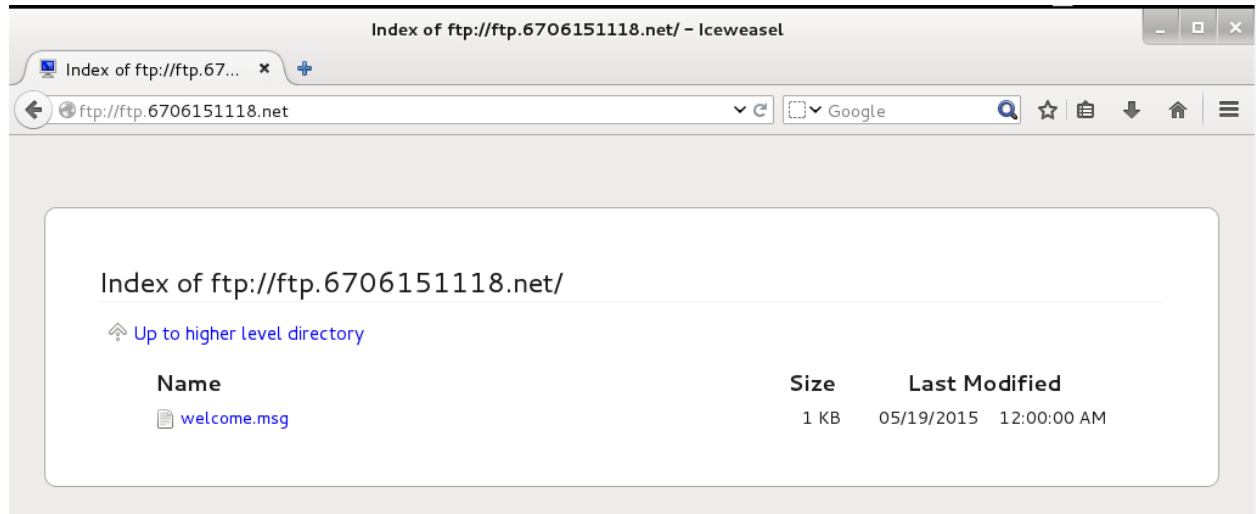 Index of ftp://ftp.6706151118.net/ - Iceweasel
Index of ftp://ftp.67...
ftp://ftp.6706151118.net
Google
Index of ftp://ftp.6706151118.net/
Up to higher level directory
Name Size Last Modified
welcome.msg 1 KB 05/19/2015 12:00:00 AM